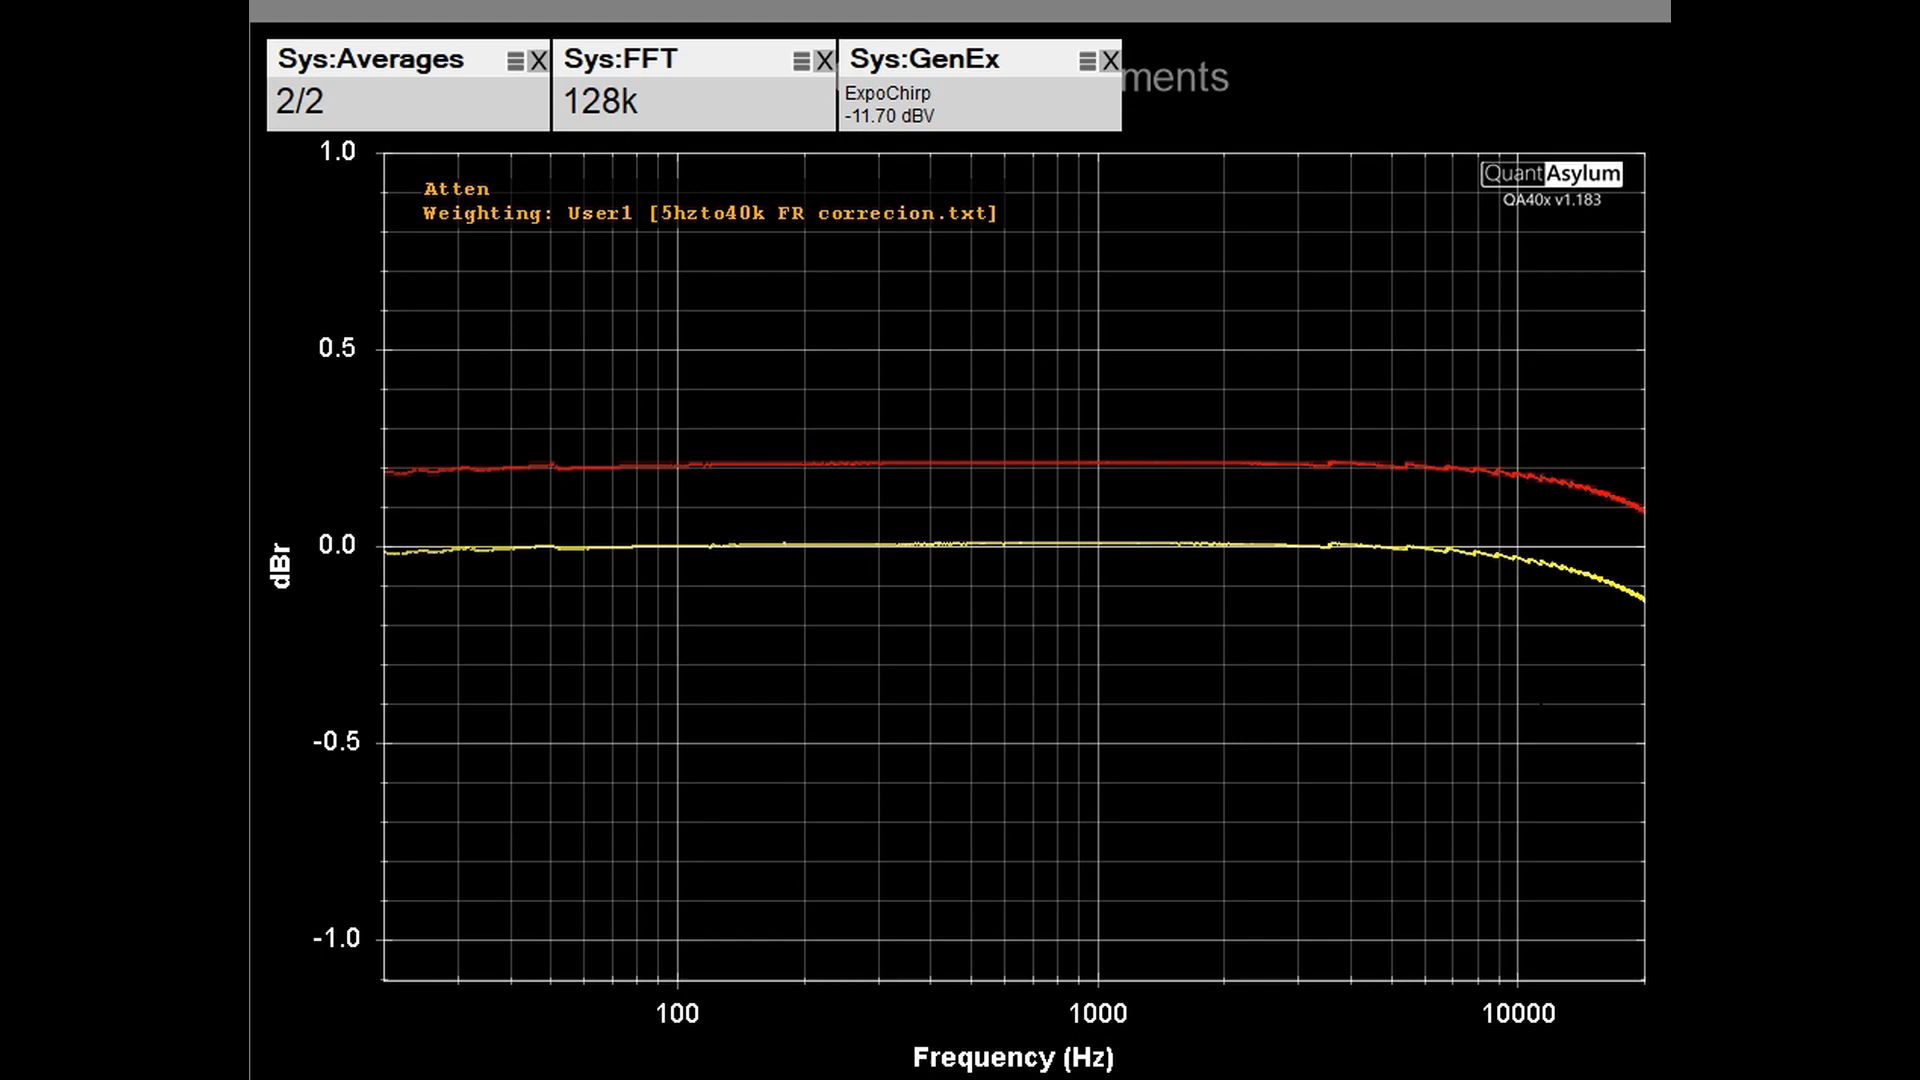 Sys:Averages X Sys:FFT X Sys:GenEx X
ments
2/2 128k ExpoChirp
-11.70 dBV
1.0
QuantAsylum
QA40x v1.183
Atten
Weighting: User1 [5hzto40k FR correcion.txt]
0.5
0.0
dBr
-0.5
-1.0
100 1000 10000
Frequency (Hz)